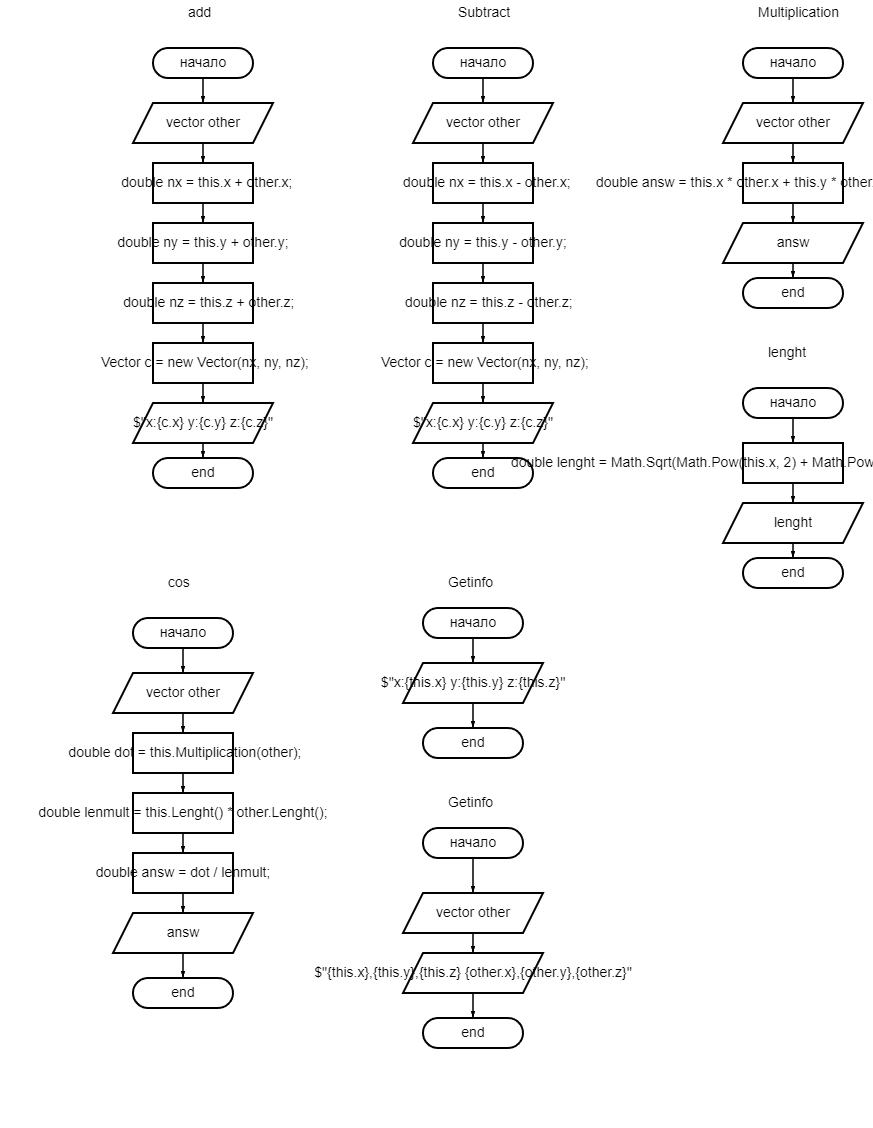 add
начало
vector other
double nx = this.x + other.x;
double ny = this.y + other.y;
double nz = this.z + other.z;
Vector c = new Vector(nx, ny, nz);
$"x:{c.x} y:{c.y} z:{c.z}"
end
Subtract
начало
vector other
double nx = this.x - other.x;
double ny = this.y - other.y;
double nz = this.z - other.z;
Vector c = new Vector(nx, ny, nz);
$"x:{c.x} y:{c.y} z:{c.z}"
end
Multiplication
начало
vector other
double answ = this.x * other.x + this.y * other.
answ
end
lenght
начало
double lenght = Math.Sqrt(Math.Pow(this.x, 2) + Math.Pow
lenght
end
cos
начало
vector other
double dot = this.Multiplication(other);
double lenmult = this.Lenght() * other.Lenght();
double answ = dot / lenmult;
answ
end
Getinfo
начало
$"x:{this.x} y:{this.y} z:{this.z}"
end
Getinfo
начало
vector other
$"{this.x},{this.y},{this.z} {other.x},{other.y},{other.z}"
end